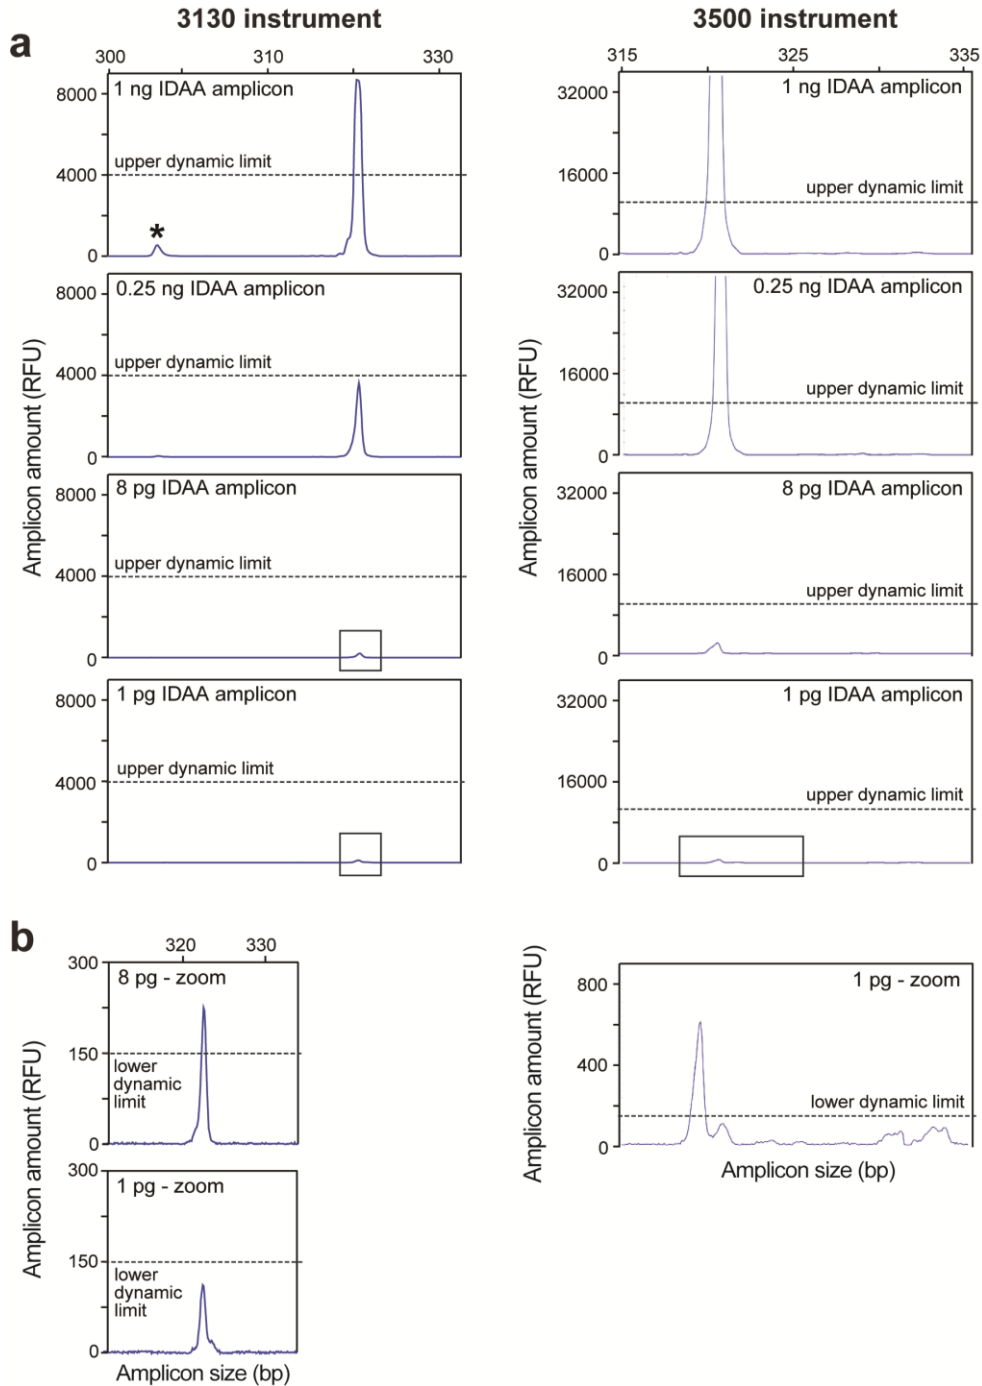 3130 instrument
3500 instrument
a
300 310 330
315 325 335
8000
4000
0
1 ng IDAA amplicon
upper dynamic limit
*
32000
16000
0
1 ng IDAA amplicon
upper dynamic limit
8000
4000
0
0.25 ng IDAA amplicon
upper dynamic limit
32000
16000
0
0.25 ng IDAA amplicon
upper dynamic limit
Amplicon amount (RFU)
Amplicon amount (RFU)
8000
4000
0
8 pg IDAA amplicon
upper dynamic limit
32000
16000
0
8 pg IDAA amplicon
upper dynamic limit
8000
4000
0
1 pg IDAA amplicon
upper dynamic limit
32000
16000
0
1 pg IDAA amplicon
upper dynamic limit
b
320 330
300
150
0
8 pg - zoom
lower
dynamic
limit
Amplicon amount (RFU)
300
150
0
1 pg - zoom
lower
dynamic
limit
Amplicon size (bp)
Amplicon amount (RFU)
800
400
0
1 pg - zoom
lower dynamic limit
Amplicon size (bp)